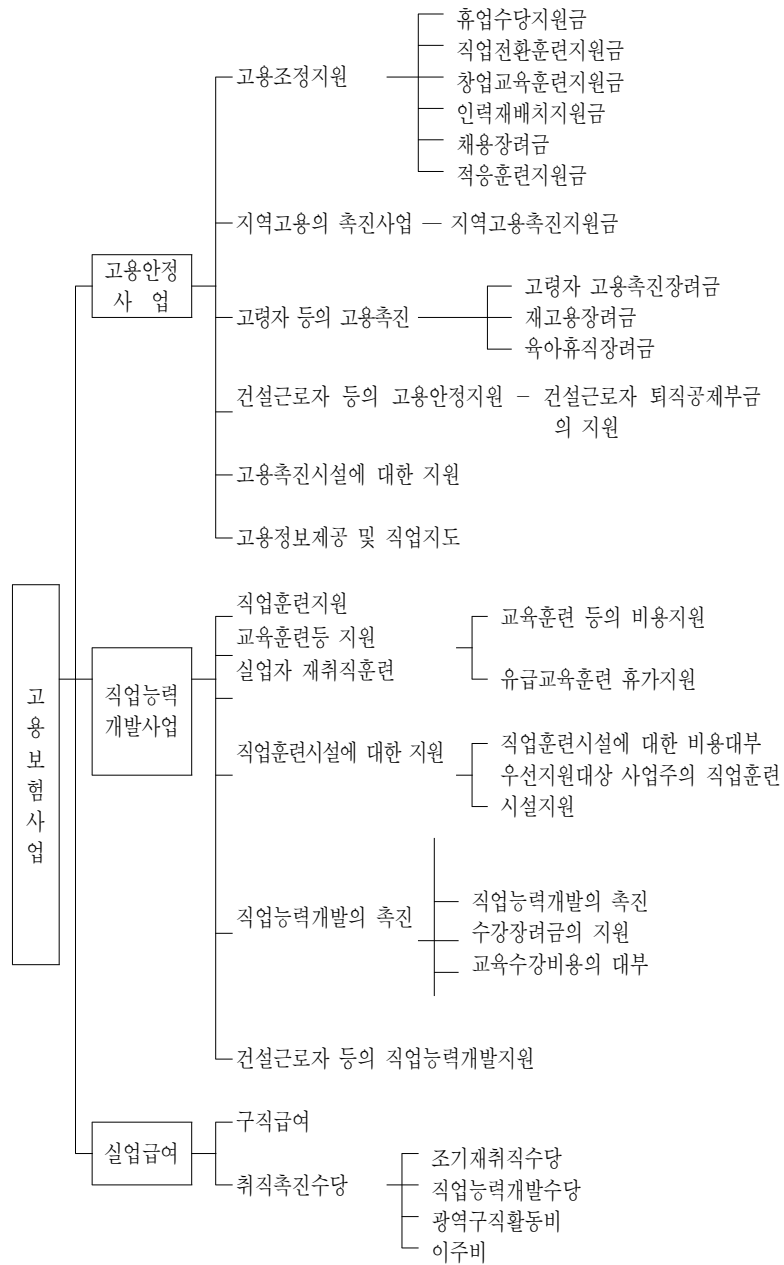 고용보험사업
고용안정
사 업
고용조정지원
휴업수당지원금
직업전환훈련지원금
창업교육훈련지원금
인력재배치지원금
채용장려금
적응훈련지원금
지역고용의 촉진사업 — 지역고용촉진지원금
고령자 등의 고용촉진
고령자 고용촉진장려금
재고용장려금
육아휴직장려금
건설근로자 등의 고용안정지원 - 건설근로자 퇴직공제부금
의 지원
고용촉진시설에 대한 지원
고용정보제공 및 직업지도
직업능력
개발사업
직업훈련지원
교육훈련등 지원
실업자 재취직훈련
교육훈련 등의 비용지원
유급교육훈련 휴가지원
직업훈련시설에 대한 지원
직업훈련시설에 대한 비용대부
우선지원대상 사업주의 직업훈련
시설지원
직업능력개발의 촉진
직업능력개발의 촉진
수강장려금의 지원
교육수강비용의 대부
건설근로자 등의 직업능력개발지원
실업급여
구직급여
취직촉진수당
조기재취직수당
직업능력개발수당
광역구직활동비
이주비